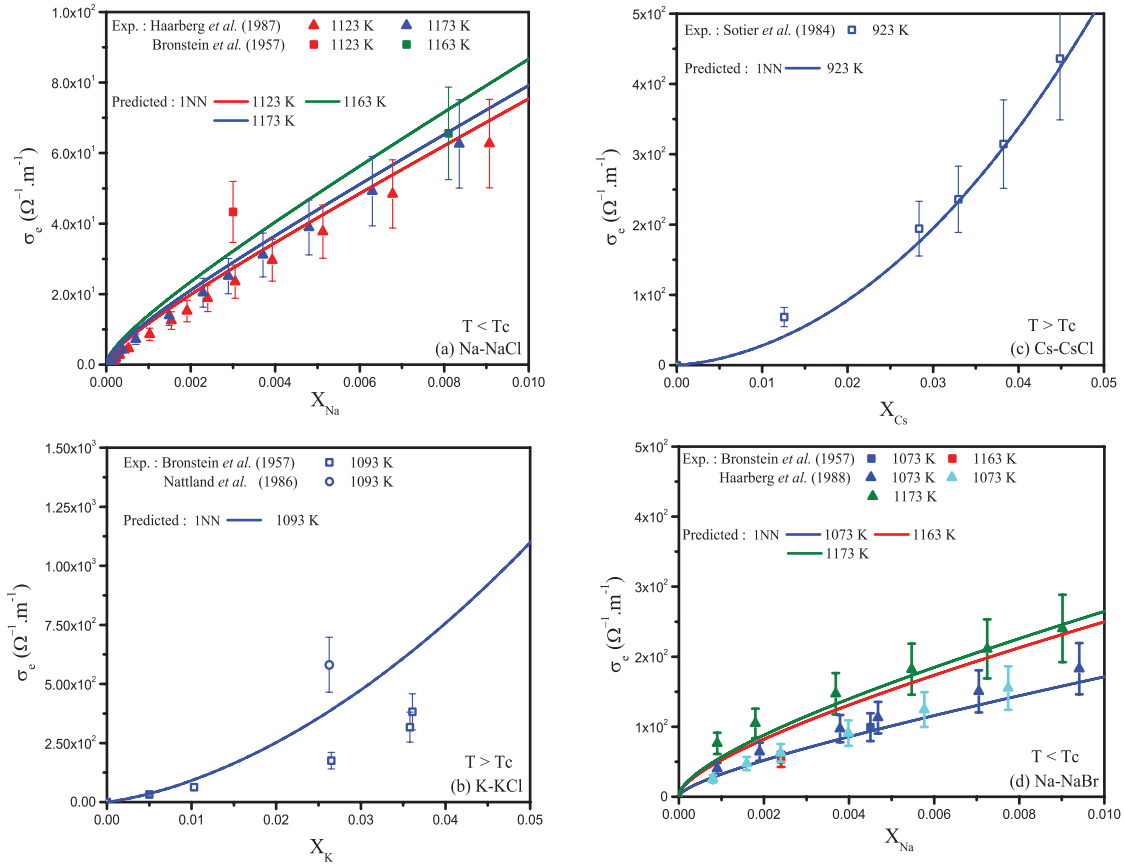 1.0x10²
Exp. : Haarberg et al. (1987) 1123 K 1173 K
Bronstein et al. (1957) 1123 K 1163 K
8.0x10¹
Predicted : 1NN 1123 K 1163 K
1173 K
6.0x10¹
σe (Ω⁻¹.m⁻¹)
4.0x10¹
2.0x10¹
T < Tc
(a) Na-NaCl
0.0
0.000 0.002 0.004 0.006 0.008 0.010
X_Na
5x10²
Exp. : Sotier et al. (1984) 923 K
Predicted : 1NN 923 K
4x10²
3x10²
σe (Ω⁻¹.m⁻¹)
2x10²
1x10²
T > Tc
(c) Cs-CsCl
0
0.00 0.01 0.02 0.03 0.04 0.05
X_Cs
1.50x10³
Exp. : Bronstein et al. (1957) 1093 K
Nattland et al. (1986) 1093 K
1.25x10³
Predicted : 1NN 1093 K
1.00x10³
σe (Ω⁻¹.m⁻¹)
7.50x10²
5.00x10²
2.50x10²
T > Tc
(b) K-KCl
0.00
0.00 0.01 0.02 0.03 0.04 0.05
X_K
5x10²
Exp. : Bronstein et al. (1957) 1073 K 1163 K
Haarberg et al. (1988) 1073 K 1073 K
1173 K
4x10²
Predicted : 1NN 1073 K 1163 K
1173 K
3x10²
σe (Ω⁻¹.m⁻¹)
2x10²
1x10²
T < Tc
(d) Na-NaBr
0
0.000 0.002 0.004 0.006 0.008 0.010
X_Na